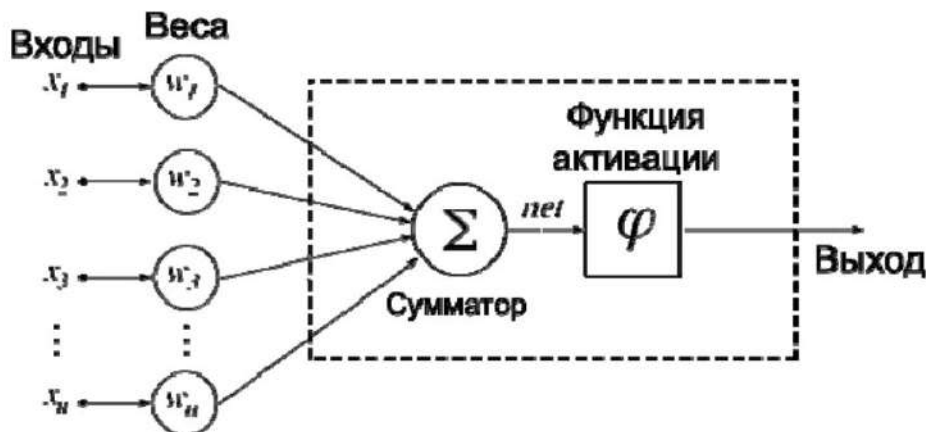 Входы
Веса
x1
w1
x2
w2
x3
w3
⋮
⋮
xn
wn
Σ
Сумматор
net
Функция
активации
φ
Выход